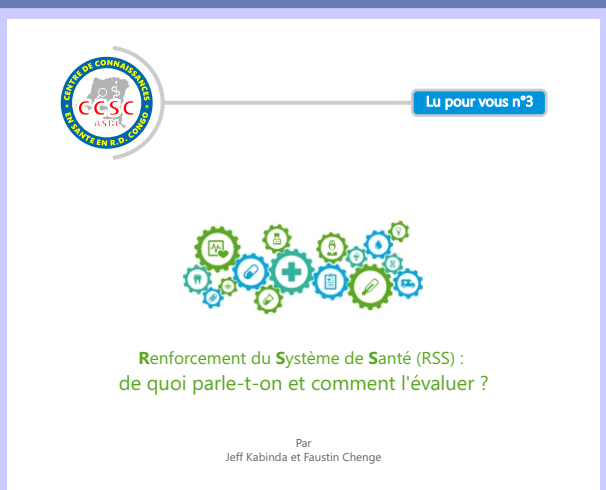 CENTRE DE CONNAISSANCES
CCSC
ASBL
EN SANTE EN R.D. CONGO
Lu pour vous n°3
Renforcement du Système de Santé (RSS) :
de quoi parle-t-on et comment l'évaluer ?
Par
Jeff Kabinda et Faustin Chenge